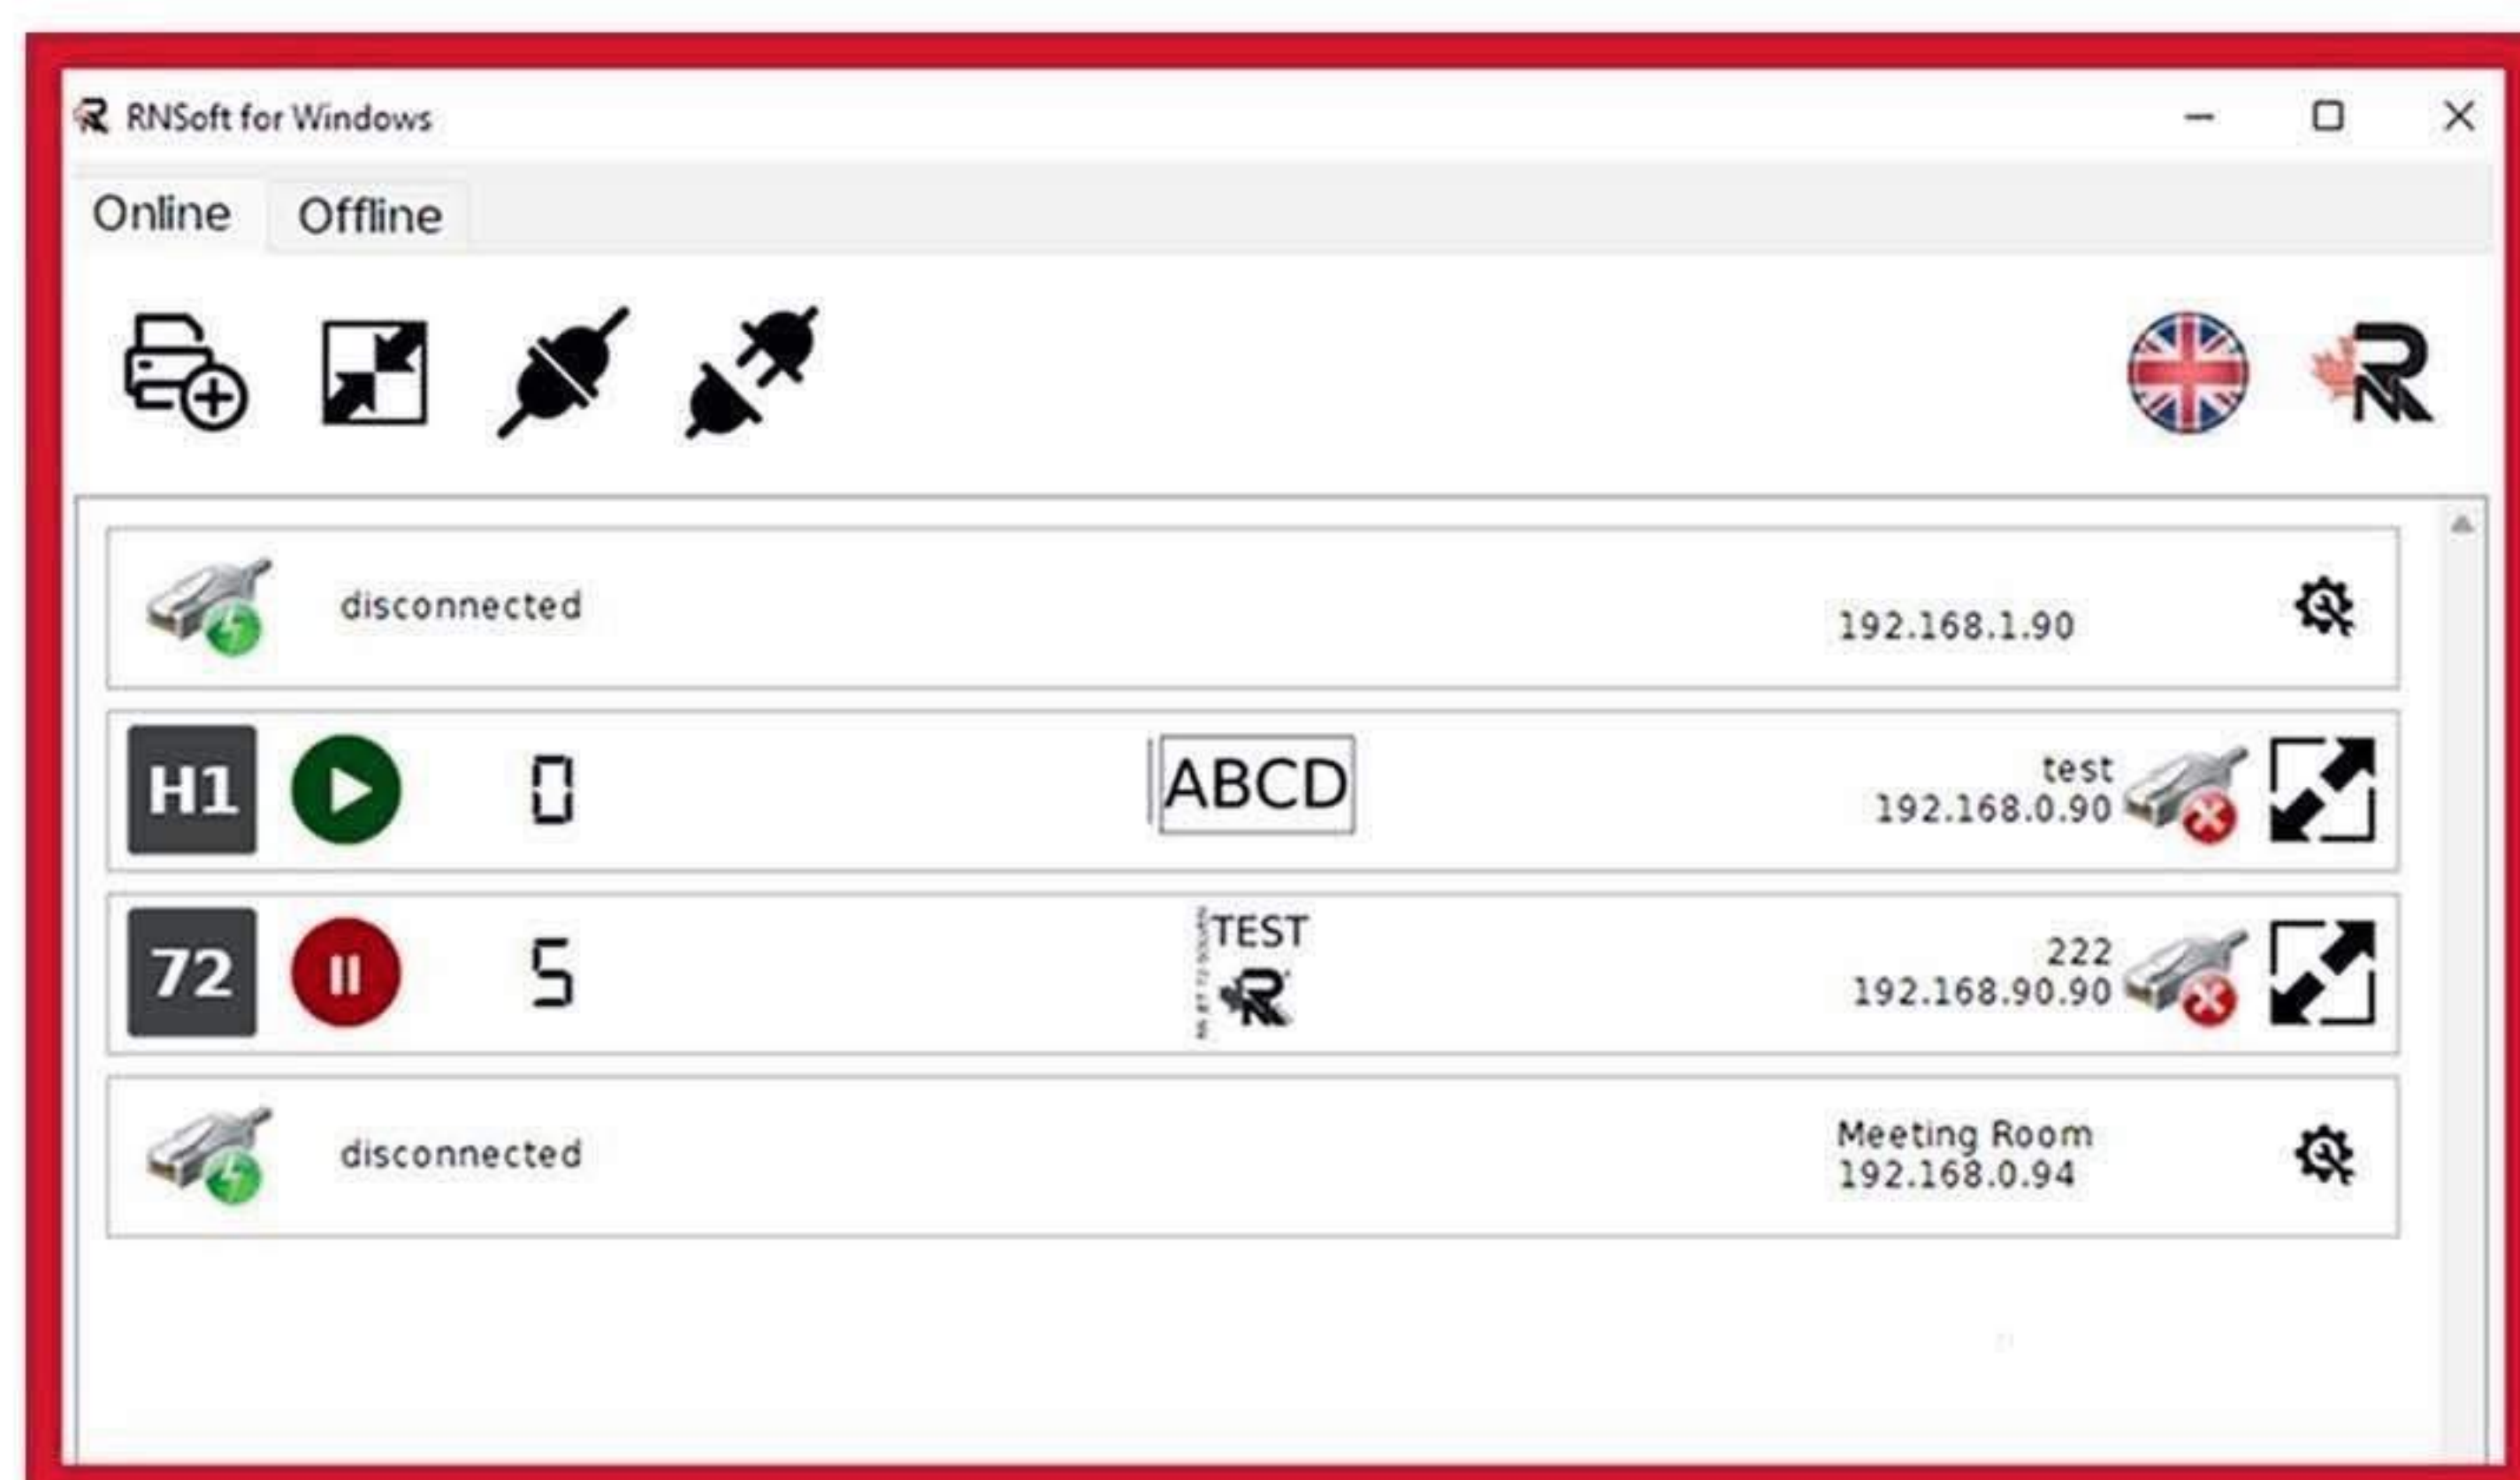 RNSoft for Windows
Online Offline
disconnected
192.168.1.90
H1 0 ABCD test
192.168.0.90
72 5 TEST 222
192.168.90.90
disconnected
Meeting Room
192.168.0.94